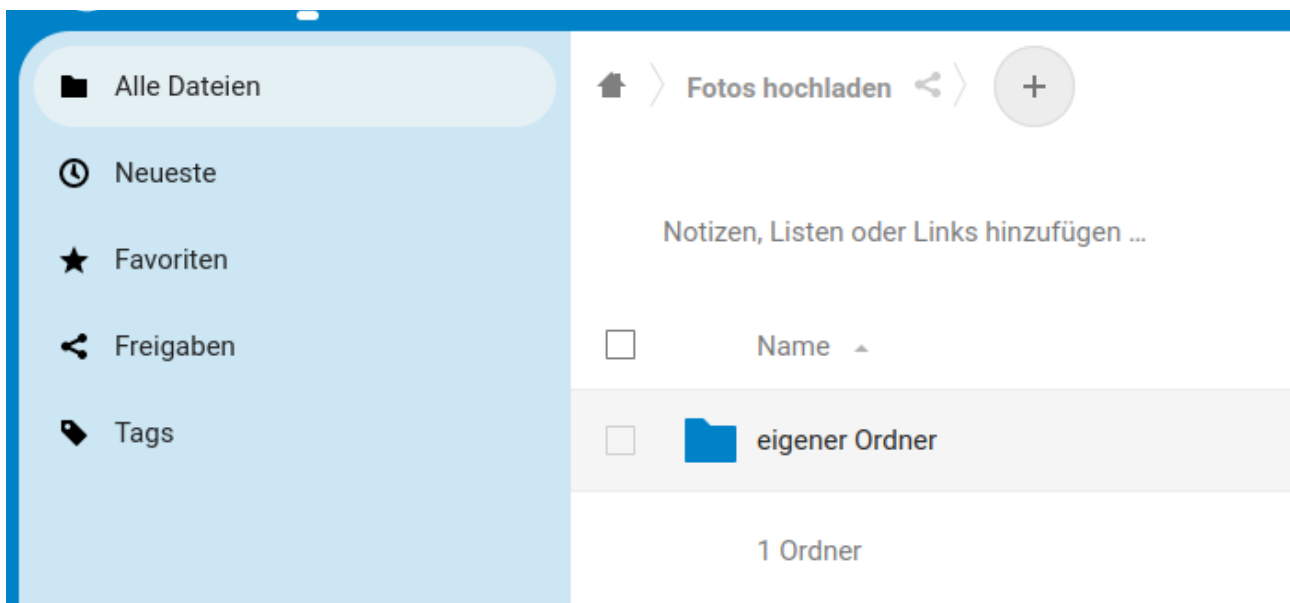 Alle Dateien
Neueste
Favoriten
Freigaben
Tags
Fotos hochladen
Notizen, Listen oder Links hinzufügen ...
Name
eigener Ordner
1 Ordner